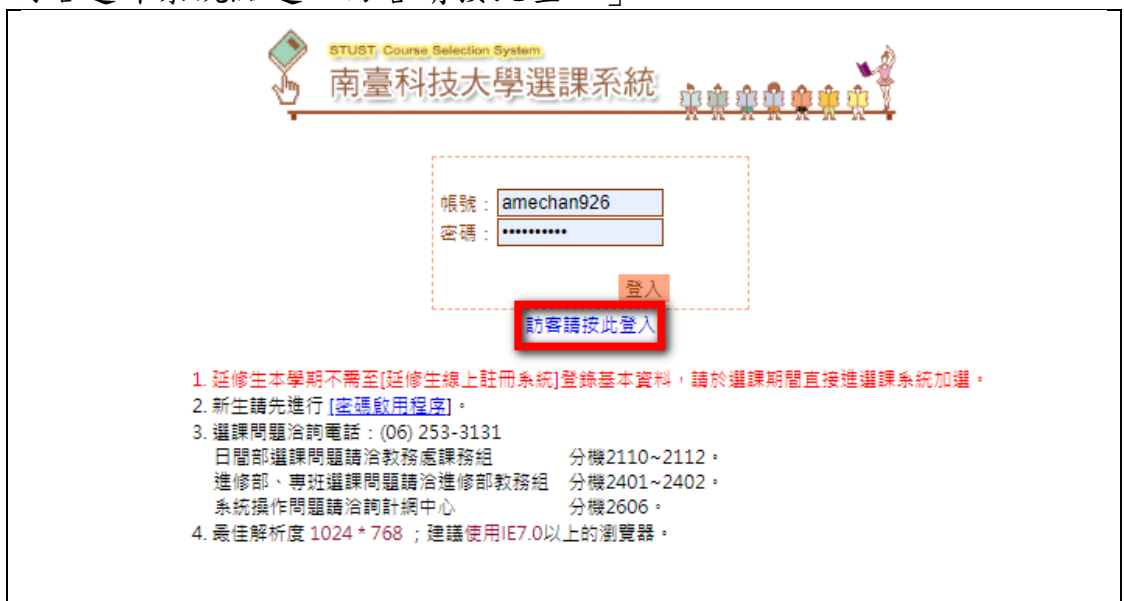 STUST Course Selection System
南臺科技大學選課系統
帳號：amechan926
密碼：••••••••••
登入
訪客請按此登入
1. 延修生本學期不需至[延修生線上註冊系統]登錄基本資料，請於選課期間直接進選課系統加選。
2. 新生請先進行 [密碼啟用程序]。
3. 選課問題洽詢電話：(06) 253-3131
日間部選課問題請洽教務處課務組 分機2110~2112。
進修部、專班選課問題請洽進修部教務組 分機2401~2402。
系統操作問題請洽詢計網中心 分機2606。
4. 最佳解析度 1024 * 768 ；建議使用IE7.0以上的瀏覽器。